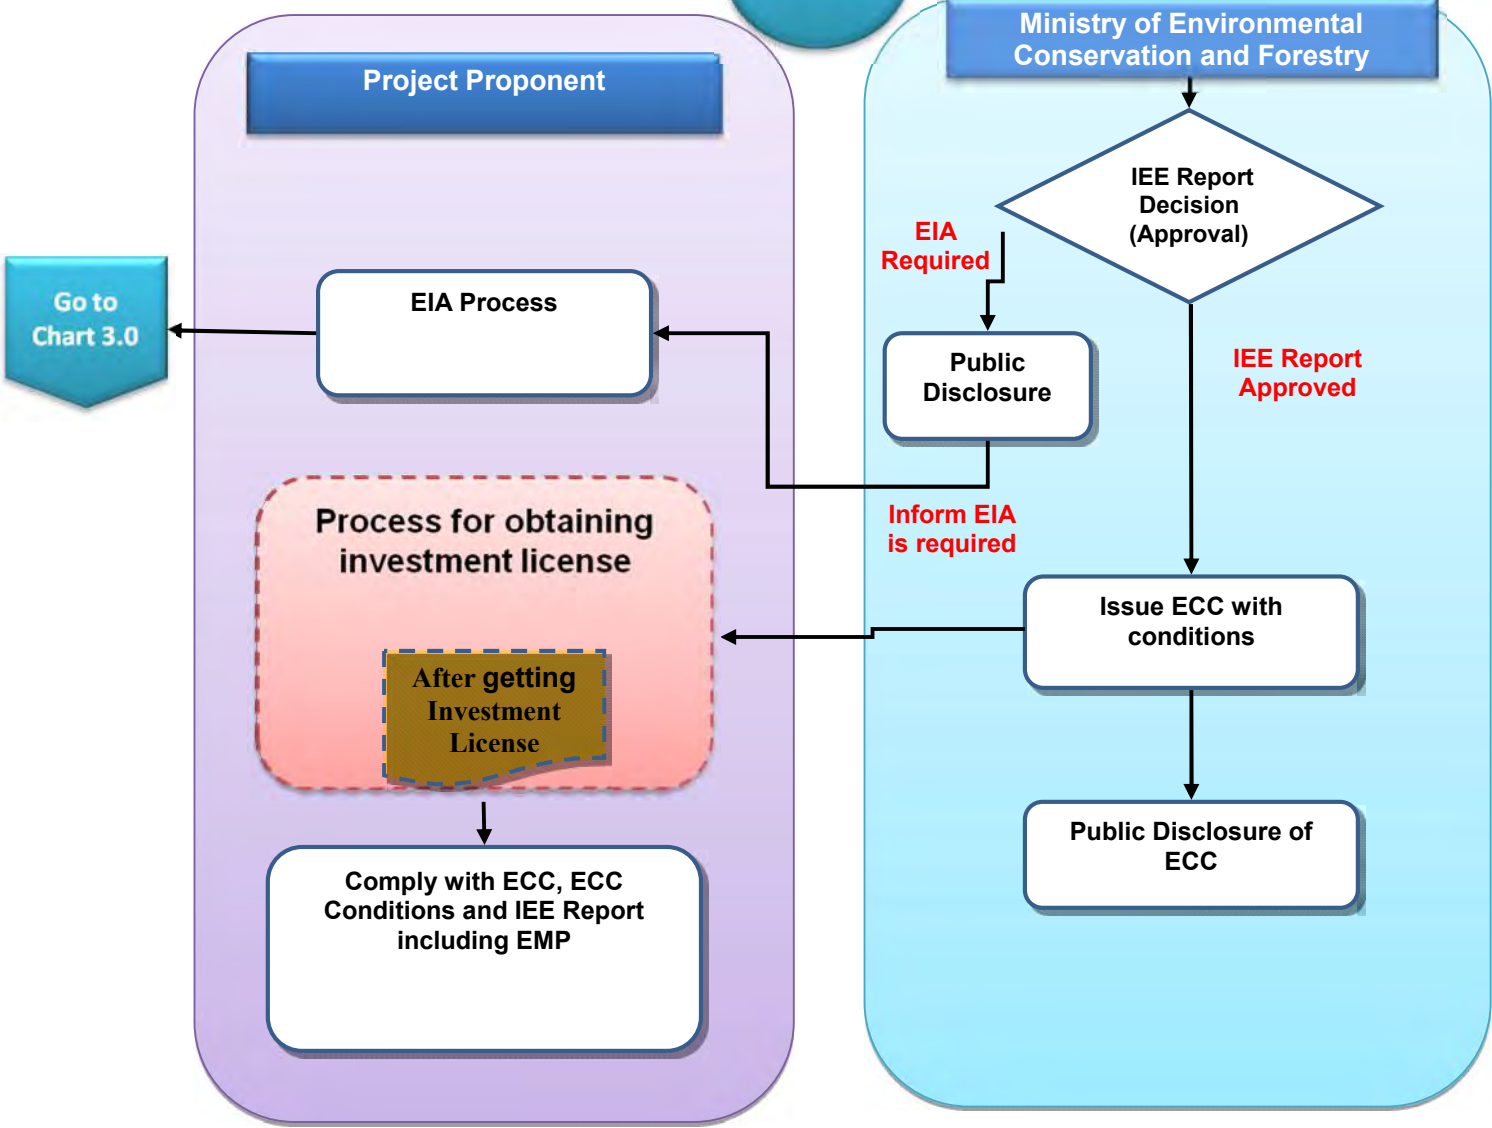 Ministry of Environmental
Conservation and Forestry
Project Proponent
IEE Report
Decision
(Approval)
EIA
Required
Go to
Chart 3.0
EIA Process
Public
Disclosure
IEE Report
Approved
Process for obtaining
investment license
Inform EIA
is required
Issue ECC with
conditions
After getting
Investment
License
Public Disclosure of
ECC
Comply with ECC, ECC
Conditions and IEE Report
including EMP